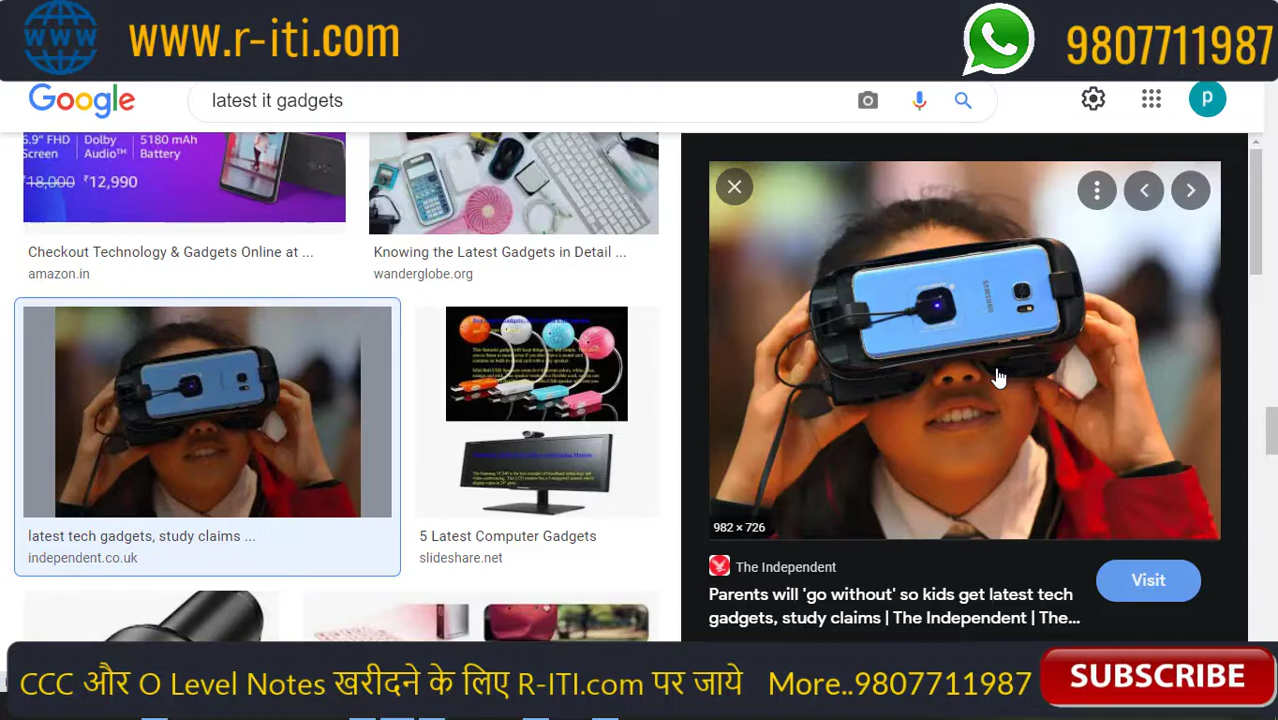 www.r-iti.com
9807711987
Google
latest it gadgets
p
6.9" FHD Dolby 5180 mAh
Screen Audio™ Battery
₹18,000 ₹12,990
Checkout Technology & Gadgets Online at ...
amazon.in
Knowing the Latest Gadgets in Detail ...
wanderglobe.org
SAMSUNG
982 × 726
latest tech gadgets, study claims ...
independent.co.uk
5 Latest Computer Gadgets
slideshare.net
The Independent
Parents will 'go without' so kids get latest tech
gadgets, study claims | The Independent | The...
Visit
CCC और O Level Notes खरीदने के लिए R-ITI.com पर जाये More..9807711987
SUBSCRIBE